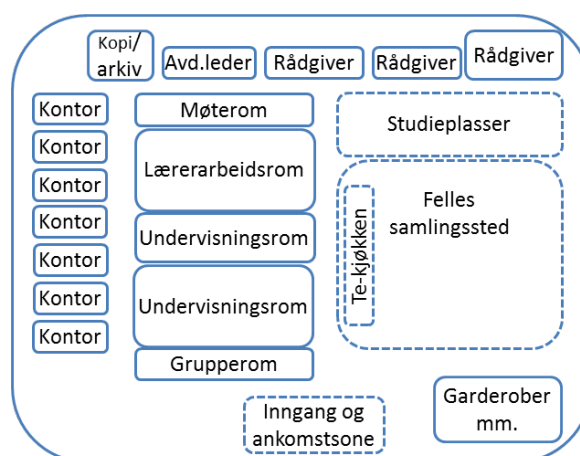 Kopi/
arkiv
Avd.leder
Rådgiver
Rådgiver
Rådgiver
Kontor
Kontor
Kontor
Kontor
Kontor
Kontor
Kontor
Møterom
Lærerarbeidsrom
Undervisningsrom
Undervisningsrom
Grupperom
Studieplasser
Felles
samlingssted
Te-kjøkken
Inngang og
ankomstsone
Garderober
mm.